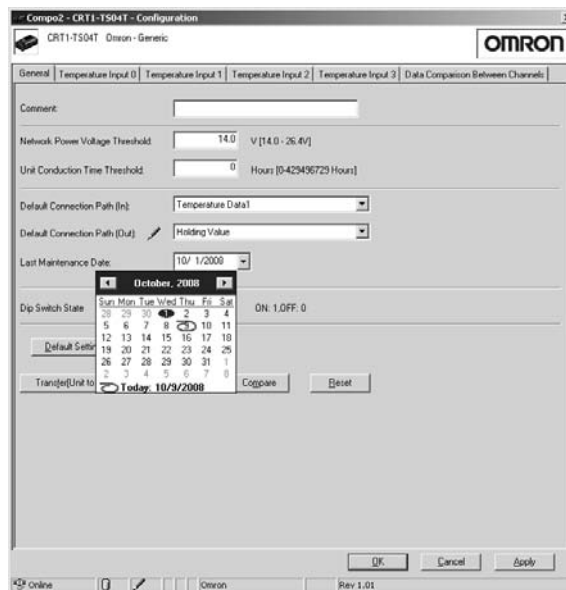 Compo2 - CRT1-TS04T - Configuration
CRT1-TS04T Omron - Generic
OMRON
General Temperature Input 0 Temperature Input 1 Temperature Input 2 Temperature Input 3 Data Comparison Between Channels
Comment:
Network Power Voltage Threshold: 14.0 V [14.0 - 26.4V]
Unit Conduction Time Threshold: 0 Hours [0-429496729 Hours]
Default Connection Path (In): Temperature Data1
Default Connection Path (Out): Holding Value
Last Maintenance Date: 10/ 1/2008
October, 2008
Sun Mon Tue Wed Thu Fri Sat
28 29 30 1 2 3 4
Dip Switch State ON: 1,OFF: 0
5 6 7 8 9 10 11
12 13 14 15 16 17 18
Default Settin
19 20 21 22 23 24 25
26 27 28 29 30 31 1
2 3 4 5 6 7 8
Transfer[Unit to Today: 10/9/2008 Compare Reset
OK Cancel Apply
Online Omron Rev 1.01